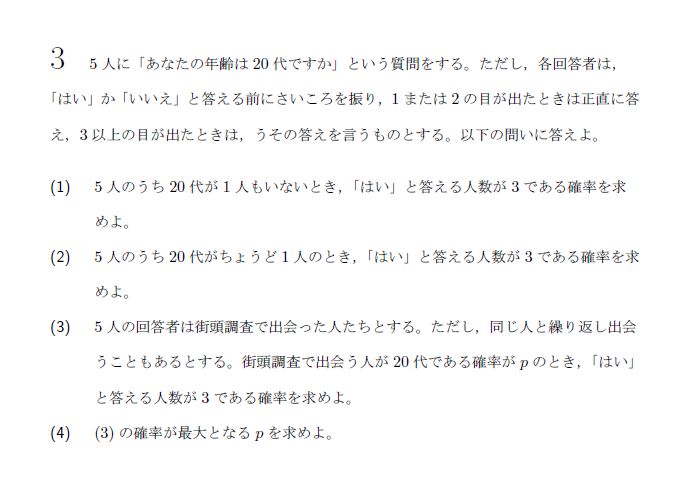 3 5 人に「あなたの年齢は 20 代ですか」という質問をする。ただし，各回答者は，
「はい」か「いいえ」と答える前にさいころを振り，1 または 2 の目が出たときは正直に答
え，3 以上の目が出たときは，うその答えを言うものとする。以下の問いに答えよ。
(1) 5 人のうち 20 代が 1 人もいないとき，「はい」と答える人数が 3 である確率を求
めよ。
(2) 5 人のうち 20 代がちょうど 1 人のとき，「はい」と答える人数が 3 である確率を求
めよ。
(3) 5 人の回答者は街頭調査で出会った人たちとする。ただし，同じ人と繰り返し出会
うこともあるとする。街頭調査で出会う人が 20 代である確率が p のとき，「はい」
と答える人数が 3 である確率を求めよ。
(4) (3) の確率が最大となる p を求めよ。